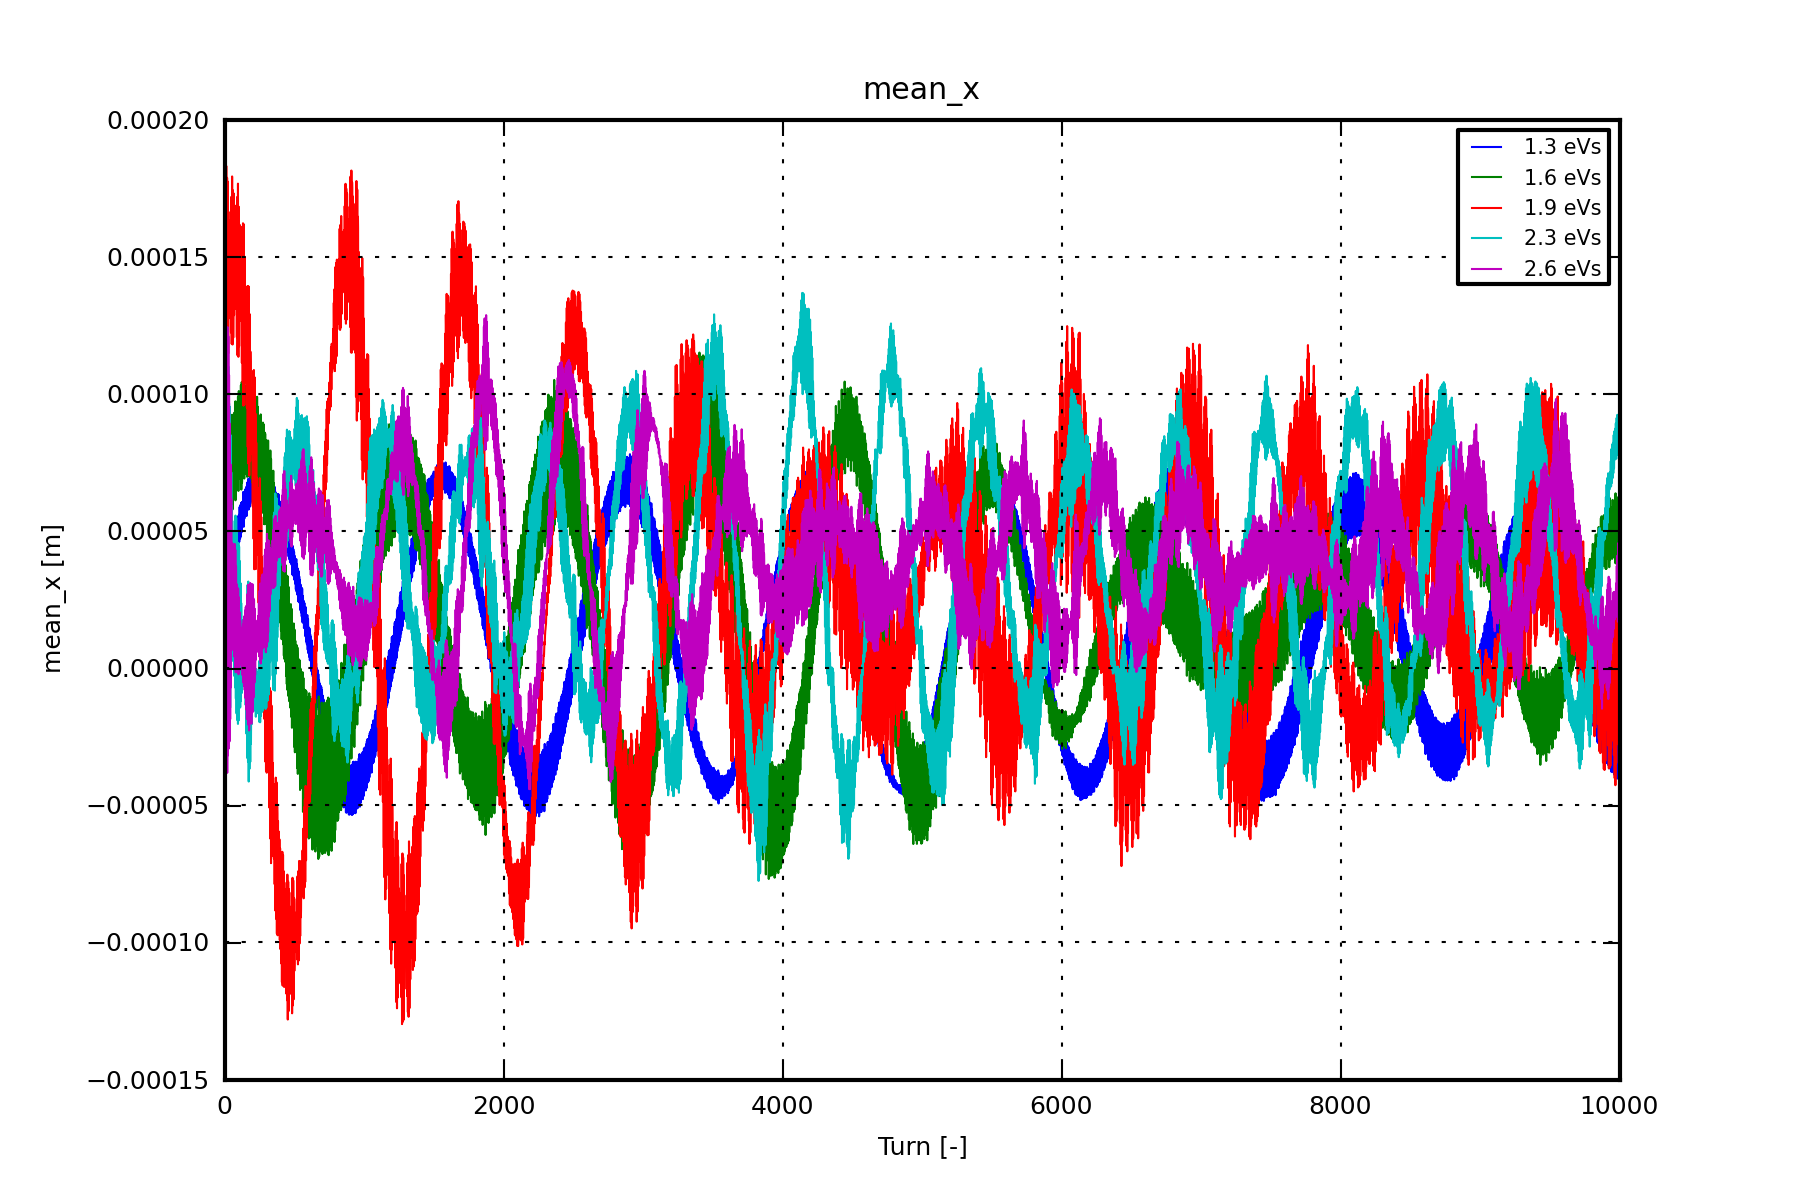 mean_x
0.00020
0.00015
0.00010
0.00005
0.00000
−0.00005
−0.00010
−0.00015
mean_x [m]
1.3 eVs
1.6 eVs
1.9 eVs
2.3 eVs
2.6 eVs
0 2000 4000 6000 8000 10000
Turn [-]